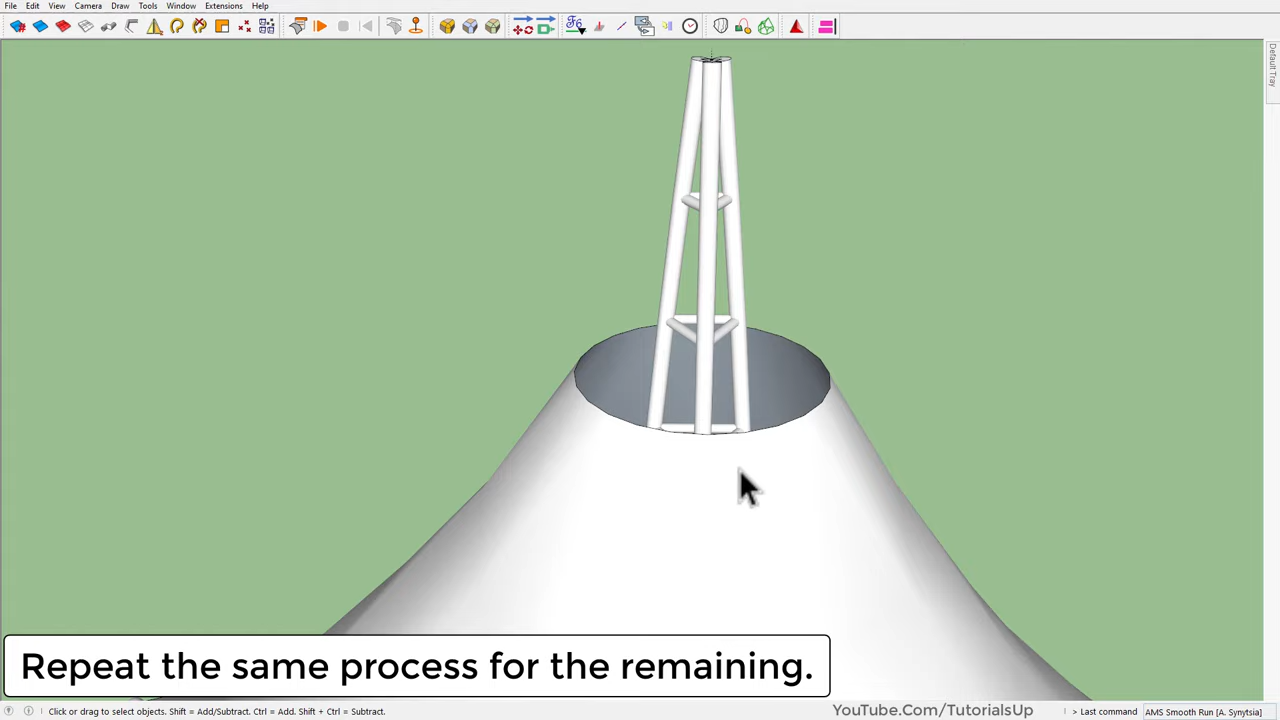 File Edit View Camera Draw Tools Window Extensions Help
Default Tray
Repeat the same process for the remaining.
Click or drag to select objects. Shift = Add/Subtract. Ctrl = Add. Shift + Ctrl = Subtract.
YouTube.Com/TutorialsUp
> Last command
AMS Smooth Run [A. Synytsia]